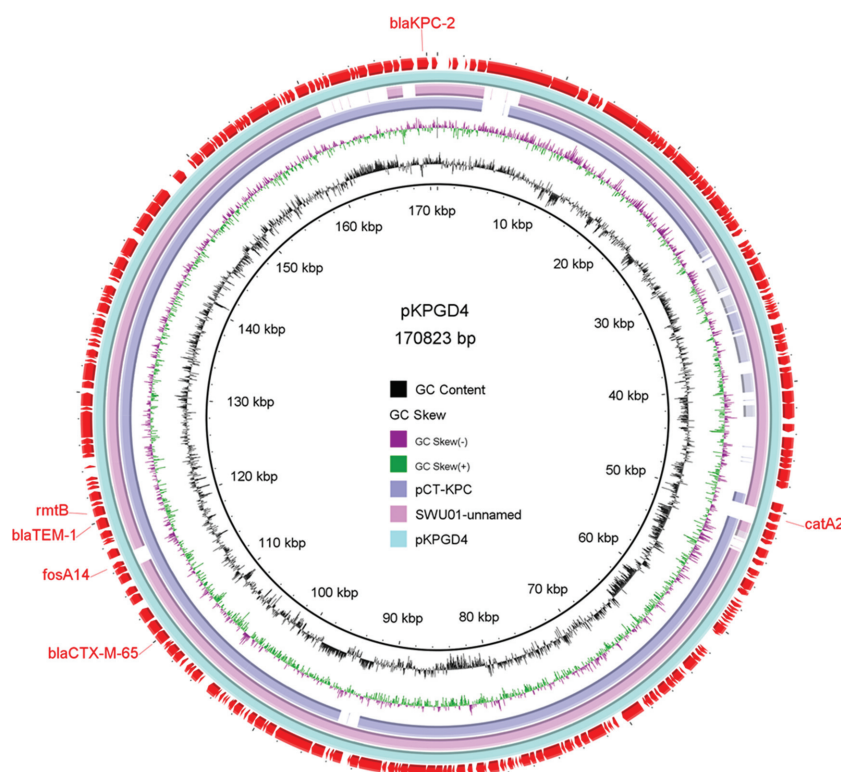 blaKPC-2
170 kbp
10 kbp
20 kbp
30 kbp
40 kbp
50 kbp
60 kbp
70 kbp
80 kbp
90 kbp
100 kbp
110 kbp
120 kbp
130 kbp
140 kbp
150 kbp
160 kbp
pKPGD4
170823 bp
GC Content
GC Skew
GC Skew(-)
GC Skew(+)
pCT-KPC
SWU01-unnamed
pKPGD4
rmtB
blaTEM-1
fosA14
blaCTX-M-65
catA2